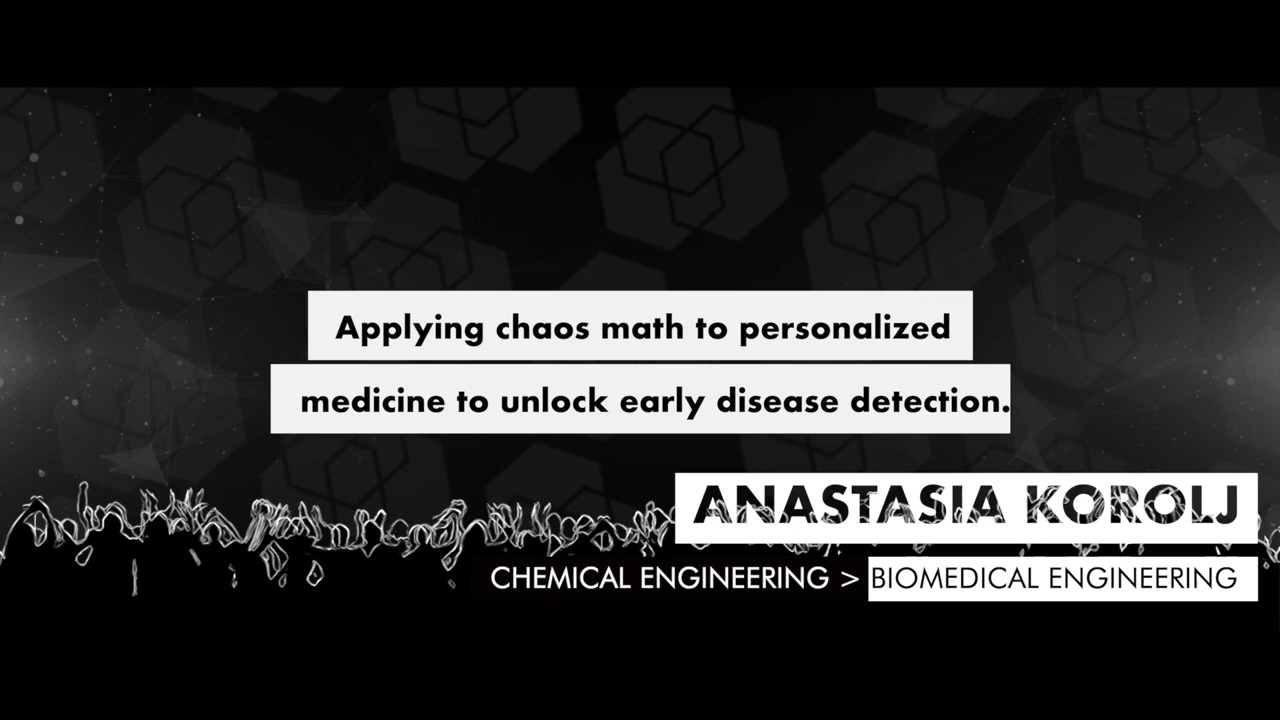 Applying chaos math to personalized
medicine to unlock early disease detection.
ANASTASIA KOROLJ
CHEMICAL ENGINEERING > BIOMEDICAL ENGINEERING